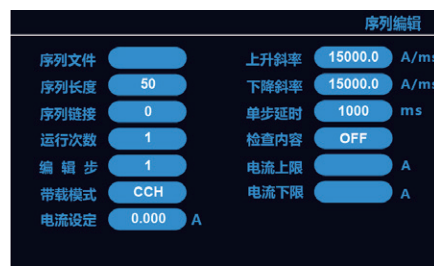 序列编辑
序列文件
序列长度 50
序列链接 0
运行次数 1
编 辑 步 1
带载模式 CCH
电流设定 0.000 A
上升斜率 15000.0 A/ms
下降斜率 15000.0 A/ms
单步延时 1000 ms
检查内容 OFF
电流上限 A
电流下限 A